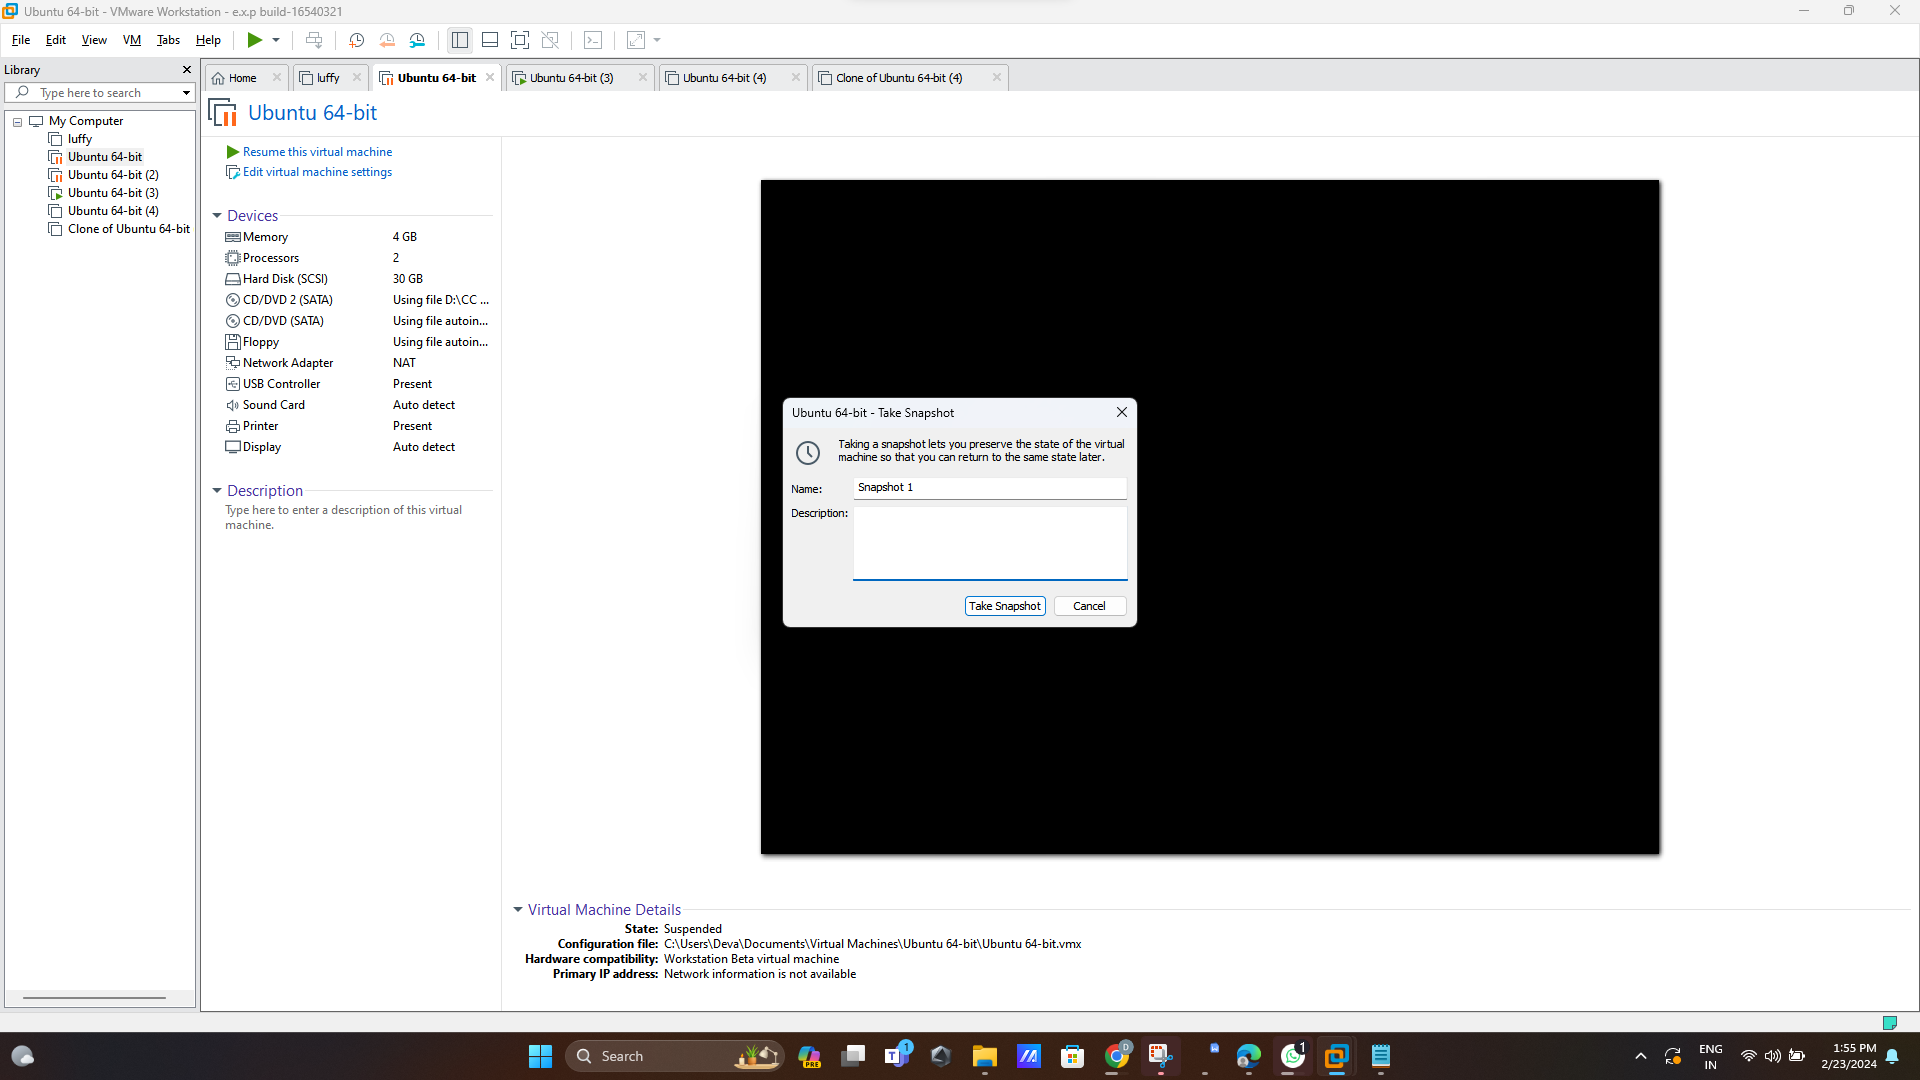 Ubuntu 64-bit - VMware Workstation - e.x.p build-16540321
File Edit View VM Tabs Help
Library
Type here to search
My Computer
luffy
Ubuntu 64-bit
Ubuntu 64-bit (2)
Ubuntu 64-bit (3)
Ubuntu 64-bit (4)
Clone of Ubuntu 64-bit
Home luffy Ubuntu 64-bit Ubuntu 64-bit (3) Ubuntu 64-bit (4) Clone of Ubuntu 64-bit (4)
Ubuntu 64-bit
Resume this virtual machine
Edit virtual machine settings
Devices
Memory 4 GB
Processors 2
Hard Disk (SCSI) 30 GB
CD/DVD 2 (SATA) Using file D:\CC ...
CD/DVD (SATA) Using file autoin...
Floppy Using file autoin...
Network Adapter NAT
USB Controller Present
Sound Card Auto detect
Printer Present
Display Auto detect
Description
Type here to enter a description of this virtual
machine.
Ubuntu 64-bit - Take Snapshot
Taking a snapshot lets you preserve the state of the virtual
machine so that you can return to the same state later.
Name: Snapshot 1
Description:
Take Snapshot Cancel
Virtual Machine Details
State: Suspended
Configuration file: C:\Users\Deva\Documents\Virtual Machines\Ubuntu 64-bit\Ubuntu 64-bit.vmx
Hardware compatibility: Workstation Beta virtual machine
Primary IP address: Network information is not available
Search
PRE
T 1
D
1
ENG
IN
1:55 PM
2/23/2024